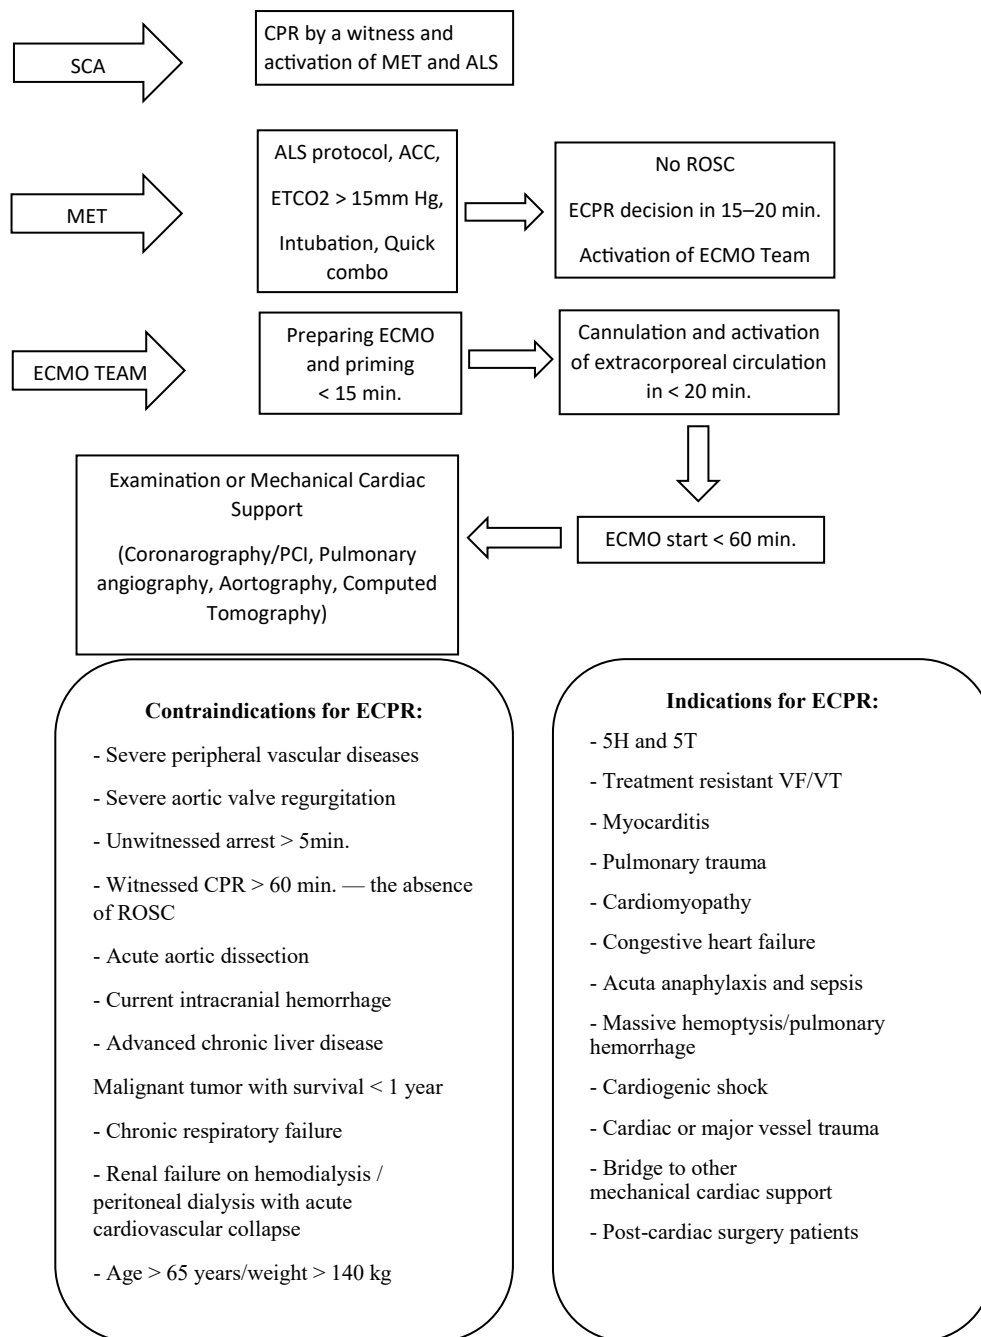 SCA
CPR by a witness and
activation of MET and ALS
MET
ALS protocol, ACC,
ETCO2 > 15mm Hg,
Intubation, Quick
combo
No ROSC
ECPR decision in 15–20 min.
Activation of ECMO Team
ECMO TEAM
Preparing ECMO
and priming
< 15 min.
Cannulation and activation
of extracorporeal circulation
in < 20 min.
ECMO start < 60 min.
Examination or Mechanical Cardiac
Support
(Coronarography/PCI, Pulmonary
angiography, Aortography, Computed
Tomography)
Contraindications for ECPR:
- Severe peripheral vascular diseases
- Severe aortic valve regurgitation
- Unwitnessed arrest > 5min.
- Witnessed CPR > 60 min. — the absence
of ROSC
- Acute aortic dissection
- Current intracranial hemorrhage
- Advanced chronic liver disease
Malignant tumor with survival < 1 year
- Chronic respiratory failure
- Renal failure on hemodialysis /
peritoneal dialysis with acute
cardiovascular collapse
- Age > 65 years/weight > 140 kg
Indications for ECPR:
- 5H and 5T
- Treatment resistant VF/VT
- Myocarditis
- Pulmonary trauma
- Cardiomyopathy
- Congestive heart failure
- Acuta anaphylaxis and sepsis
- Massive hemoptysis/pulmonary
hemorrhage
- Cardiogenic shock
- Cardiac or major vessel trauma
- Bridge to other
mechanical cardiac support
- Post-cardiac surgery patients